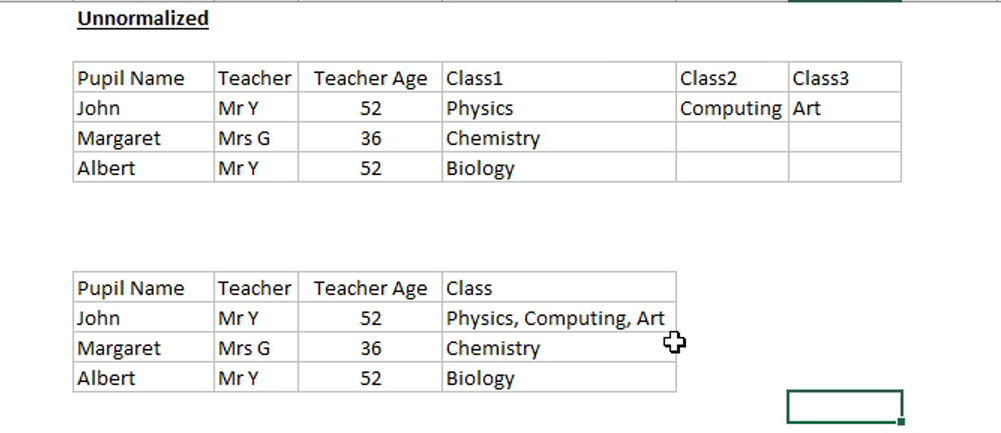 Unnormalized
Pupil Name Teacher Teacher Age Class1 Class2 Class3
John Mr Y 52 Physics Computing Art
Margaret Mrs G 36 Chemistry
Albert Mr Y 52 Biology
Pupil Name Teacher Teacher Age Class
John Mr Y 52 Physics, Computing, Art
Margaret Mrs G 36 Chemistry
Albert Mr Y 52 Biology